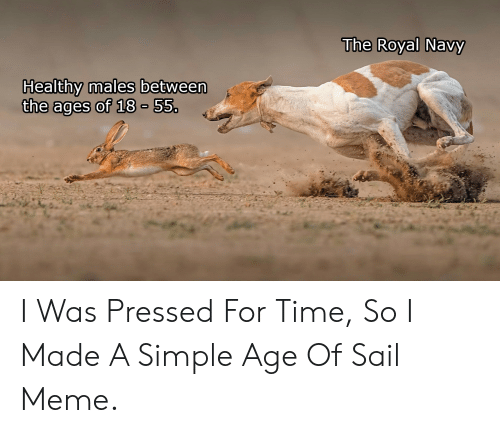 The Royal Navy
Healthy males between
the ages of 18 - 55.
I Was Pressed For Time, So I
Made A Simple Age Of Sail
Meme.